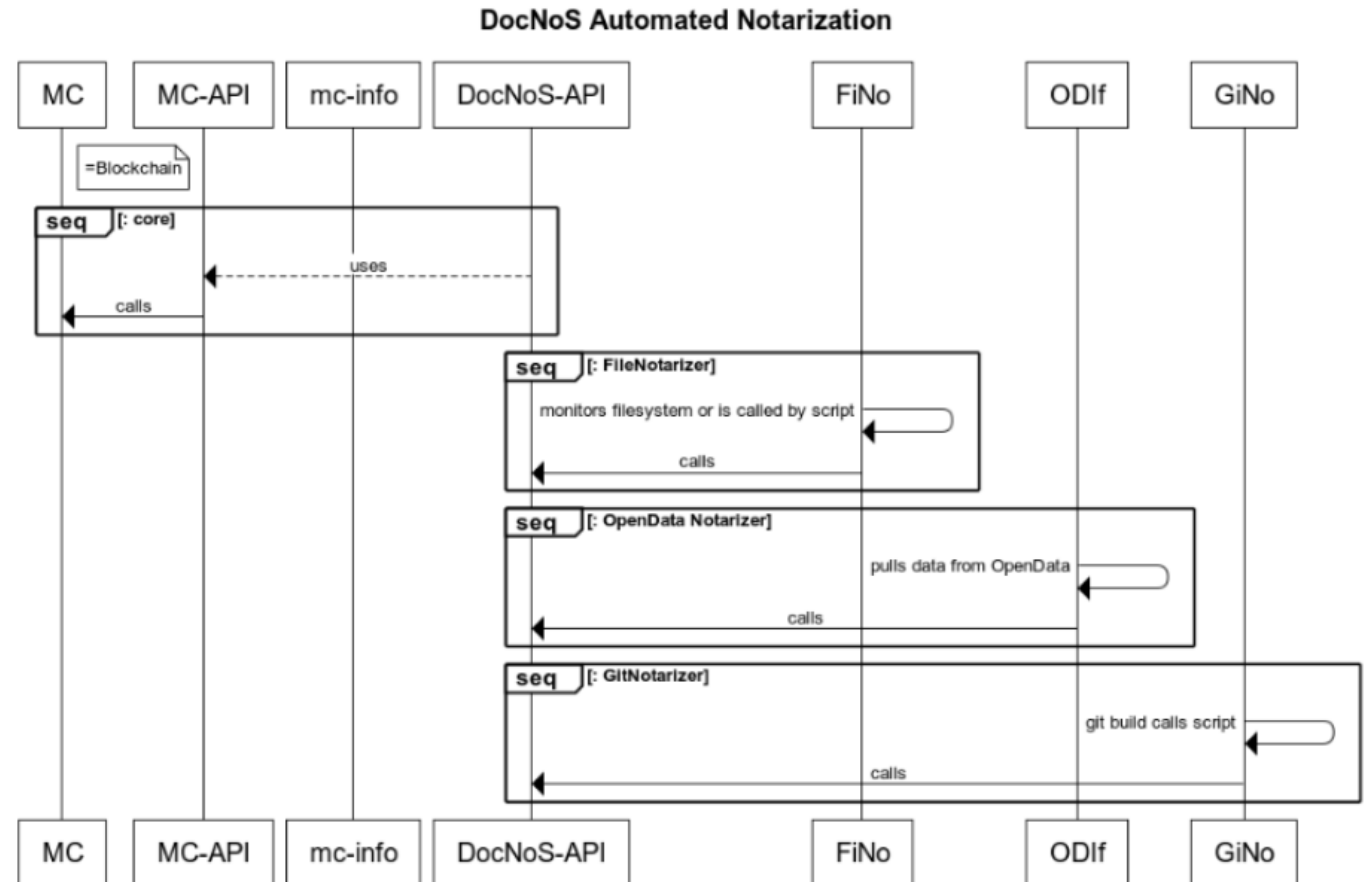 DocNoS Automated Notarization
MC MC-API mc-info DocNoS-API FiNo ODIf GiNo
=Blockchain
seq [: core]
uses
calls
seq [: FileNotarizer]
monitors filesystem or is called by script
calls
seq [: OpenData Notarizer]
pulls data from OpenData
calls
seq [: GitNotarizer]
git build calls script
calls
MC MC-API mc-info DocNoS-API FiNo ODIf GiNo